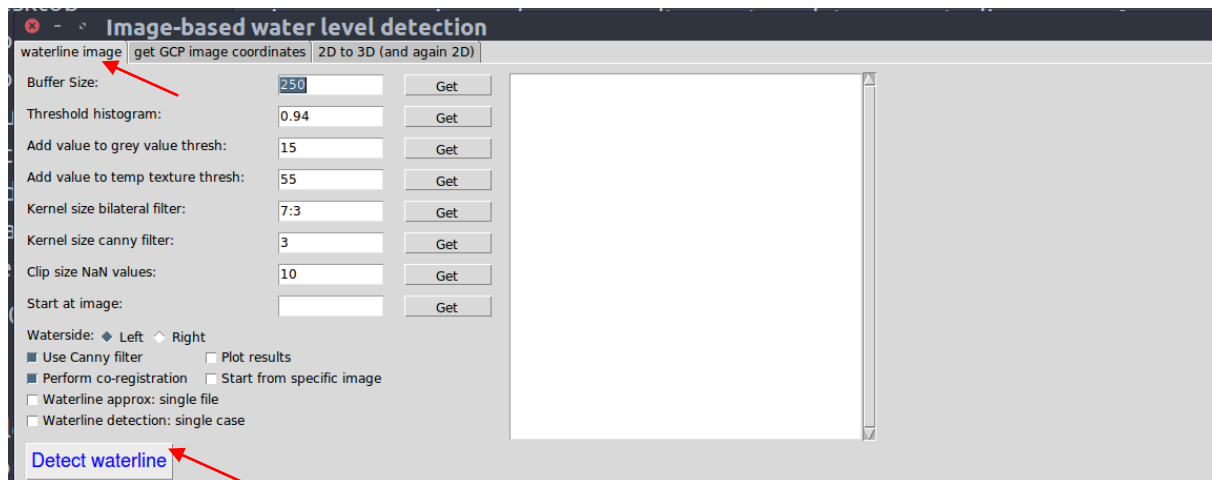 Image-based water level detection
waterline image get GCP image coordinates 2D to 3D (and again 2D)
Buffer Size: 250 Get
Threshold histogram: 0.94 Get
Add value to grey value thresh: 15 Get
Add value to temp texture thresh: 55 Get
Kernel size bilateral filter: 7:3 Get
Kernel size canny filter: 3 Get
Clip size NaN values: 10 Get
Start at image: Get
Waterside: Left Right
Use Canny filter Plot results
Perform co-registration Start from specific image
Waterline approx: single file
Waterline detection: single case
Detect waterline